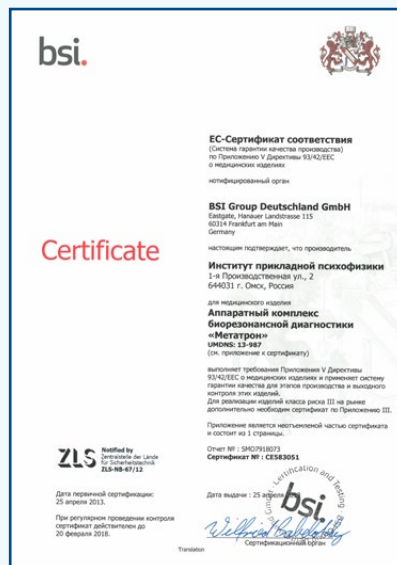 bsi.
ЕС-Сертификат соответствия
(Система гарантии качества производства)
по Приложению V Директивы 93/42/EEC
о медицинских изделиях
нотифицированный орган
BSI Group Deutschland GmbH
Eastgate, Hanauer Landstrasse 115
60314 Frankfurt am Main
Germany
Certificate
настоящим подтверждает, что производитель
Институт прикладной психофизики
1-я Производственная ул., 2
644031 г. Омск, Россия
для медицинского изделия
Аппаратный комплекс
биорезонансной диагностики
«Метатрон»
UMDNS: 13-987
(см. приложение к сертификату)
выполняет требования Приложения V Директивы
93/42/EEC о медицинских изделиях и применяет систему
гарантии качества для этапов производства и выходного
контроля этих изделий.
Для реализации изделий класса риска III на рынке
дополнительно необходим сертификат по Приложению III.
Приложение является неотъемлемой частью сертификата
и состоит из 1 страницы.
Отчет № : SMO7918073
Сертификат № : CE583051
ZLS
Notified by
Zentralstelle der Länder
für Sicherheitstechnik
ZLS-NB-67/12
Дата первичной сертификации:
25 апреля 2013.
Дата выдачи : 25 апреля
При регулярном проведении контроля
сертификат действителен до
20 февраля 2018.
bsi.
Certification and Testing
Сертификационный орган
Translation